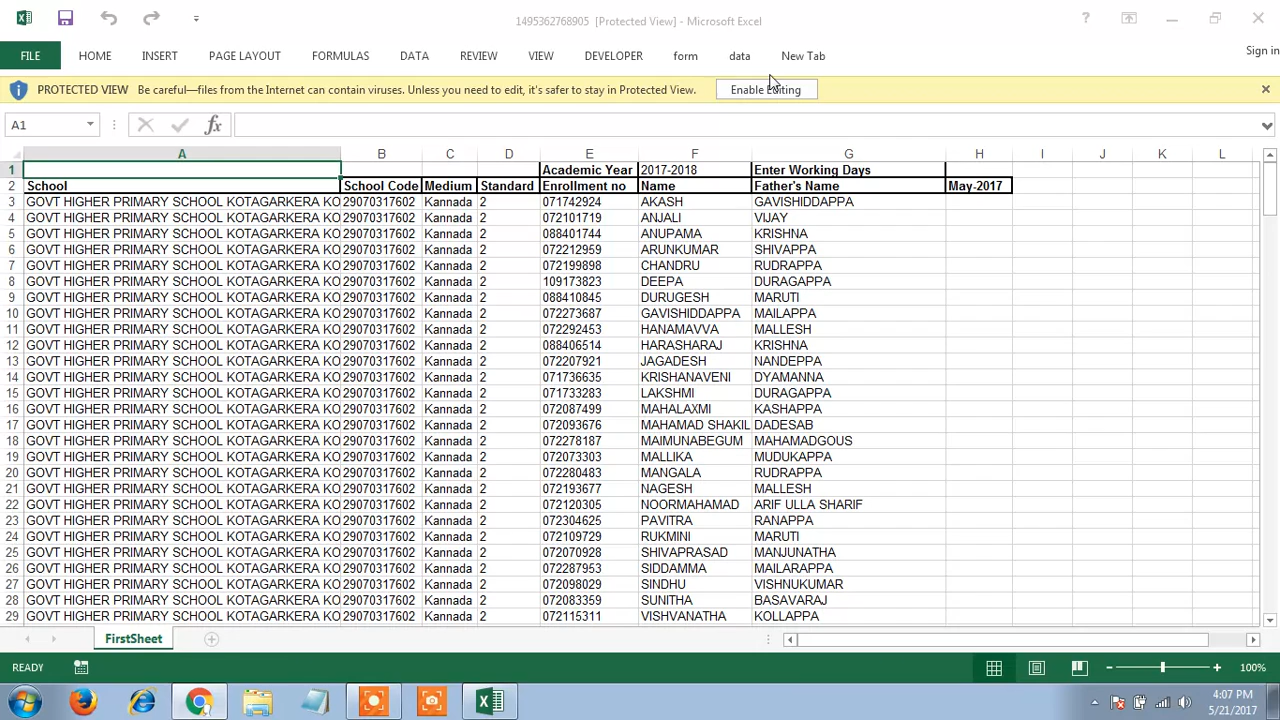 1495362768905 [Protected View] - Microsoft Excel
Sign in
FILE HOME INSERT PAGE LAYOUT FORMULAS DATA REVIEW VIEW DEVELOPER form data New Tab
PROTECTED VIEW Be careful—files from the Internet can contain viruses. Unless you need to edit, it's safer to stay in Protected View. Enable Editing
A1 fx
A B C D E F G H I J K L
1 Academic Year 2017-2018 Enter Working Days
2 School School Code Medium Standard Enrollment no Name Father's Name May-2017
3 GOVT HIGHER PRIMARY SCHOOL KOTAGARKERA KO 29070317602 Kannada 2 071742924 AKASH GAVISHIDDAPPA
4 GOVT HIGHER PRIMARY SCHOOL KOTAGARKERA KO 29070317602 Kannada 2 072101719 ANJALI VIJAY
5 GOVT HIGHER PRIMARY SCHOOL KOTAGARKERA KO 29070317602 Kannada 2 088401744 ANUPAMA KRISHNA
6 GOVT HIGHER PRIMARY SCHOOL KOTAGARKERA KO 29070317602 Kannada 2 072212959 ARUNKUMAR SHIVAPPA
7 GOVT HIGHER PRIMARY SCHOOL KOTAGARKERA KO 29070317602 Kannada 2 072199898 CHANDRU RUDRAPPA
8 GOVT HIGHER PRIMARY SCHOOL KOTAGARKERA KO 29070317602 Kannada 2 109173823 DEEPA DURAGAPPA
9 GOVT HIGHER PRIMARY SCHOOL KOTAGARKERA KO 29070317602 Kannada 2 088410845 DURUGESH MARUTI
10 GOVT HIGHER PRIMARY SCHOOL KOTAGARKERA KO 29070317602 Kannada 2 072273687 GAVISHIDDAPPA MAILAPPA
11 GOVT HIGHER PRIMARY SCHOOL KOTAGARKERA KO 29070317602 Kannada 2 072292453 HANAMAVVA MALLESH
12 GOVT HIGHER PRIMARY SCHOOL KOTAGARKERA KO 29070317602 Kannada 2 088406514 HARASHARAJ KRISHNA
13 GOVT HIGHER PRIMARY SCHOOL KOTAGARKERA KO 29070317602 Kannada 2 072207921 JAGADESH NANDEPPA
14 GOVT HIGHER PRIMARY SCHOOL KOTAGARKERA KO 29070317602 Kannada 2 071736635 KRISHANAVENI DYAMANNA
15 GOVT HIGHER PRIMARY SCHOOL KOTAGARKERA KO 29070317602 Kannada 2 071733283 LAKSHMI DURAGAPPA
16 GOVT HIGHER PRIMARY SCHOOL KOTAGARKERA KO 29070317602 Kannada 2 072087499 MAHALAXMI KASHAPPA
17 GOVT HIGHER PRIMARY SCHOOL KOTAGARKERA KO 29070317602 Kannada 2 072093676 MAHAMAD SHAKIL DADESAB
18 GOVT HIGHER PRIMARY SCHOOL KOTAGARKERA KO 29070317602 Kannada 2 072278187 MAIMUNABEGUM MAHAMADGOUS
19 GOVT HIGHER PRIMARY SCHOOL KOTAGARKERA KO 29070317602 Kannada 2 072073303 MALLIKA MUDUKAPPA
20 GOVT HIGHER PRIMARY SCHOOL KOTAGARKERA KO 29070317602 Kannada 2 072280483 MANGALA RUDRAPPA
21 GOVT HIGHER PRIMARY SCHOOL KOTAGARKERA KO 29070317602 Kannada 2 072193677 NAGESH MALLESH
22 GOVT HIGHER PRIMARY SCHOOL KOTAGARKERA KO 29070317602 Kannada 2 072120305 NOORMAHAMAD ARIF ULLA SHARIF
23 GOVT HIGHER PRIMARY SCHOOL KOTAGARKERA KO 29070317602 Kannada 2 072304625 PAVITRA RANAPPA
24 GOVT HIGHER PRIMARY SCHOOL KOTAGARKERA KO 29070317602 Kannada 2 072109729 RUKMINI MARUTI
25 GOVT HIGHER PRIMARY SCHOOL KOTAGARKERA KO 29070317602 Kannada 2 072070928 SHIVAPRASAD MANJUNATHA
26 GOVT HIGHER PRIMARY SCHOOL KOTAGARKERA KO 29070317602 Kannada 2 072287953 SIDDAMMA MAILARAPPA
27 GOVT HIGHER PRIMARY SCHOOL KOTAGARKERA KO 29070317602 Kannada 2 072098029 SINDHU VISHNUKUMAR
28 GOVT HIGHER PRIMARY SCHOOL KOTAGARKERA KO 29070317602 Kannada 2 072083359 SUNITHA BASAVARAJ
29 GOVT HIGHER PRIMARY SCHOOL KOTAGARKERA KO 29070317602 Kannada 2 072115311 VISHVANATHA KOLLAPPA
FirstSheet
READY 100%
4:07 PM
5/21/2017